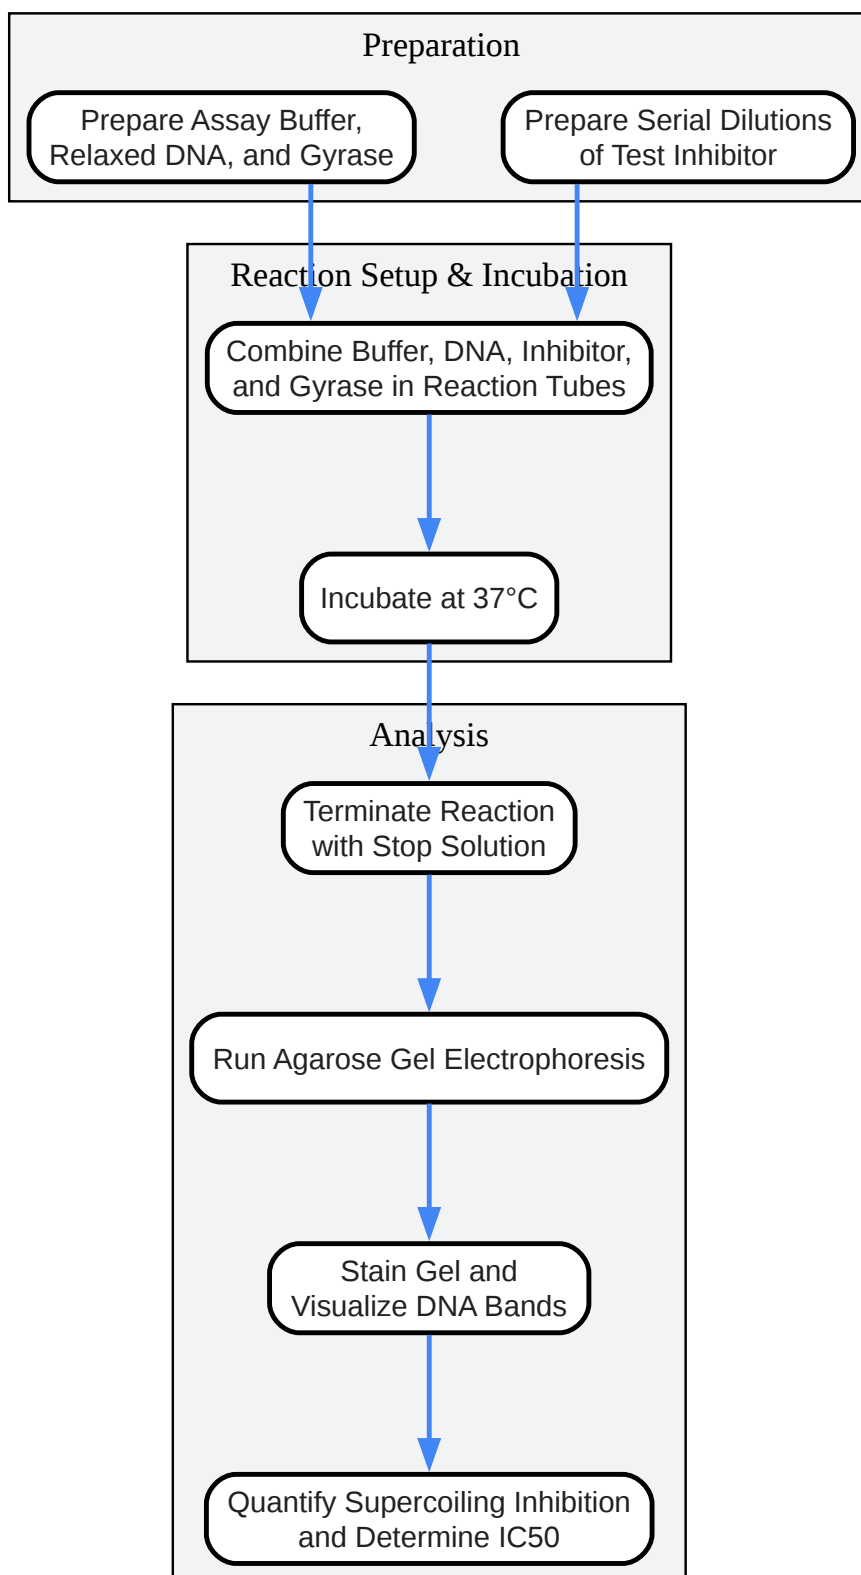 Preparation
Prepare Assay Buffer,
Relaxed DNA, and Gyrase
Prepare Serial Dilutions
of Test Inhibitor
Reaction Setup & Incubation
Combine Buffer, DNA, Inhibitor,
and Gyrase in Reaction Tubes
Incubate at 37°C
Analysis
Terminate Reaction
with Stop Solution
Run Agarose Gel Electrophoresis
Stain Gel and
Visualize DNA Bands
Quantify Supercoiling Inhibition
and Determine IC50